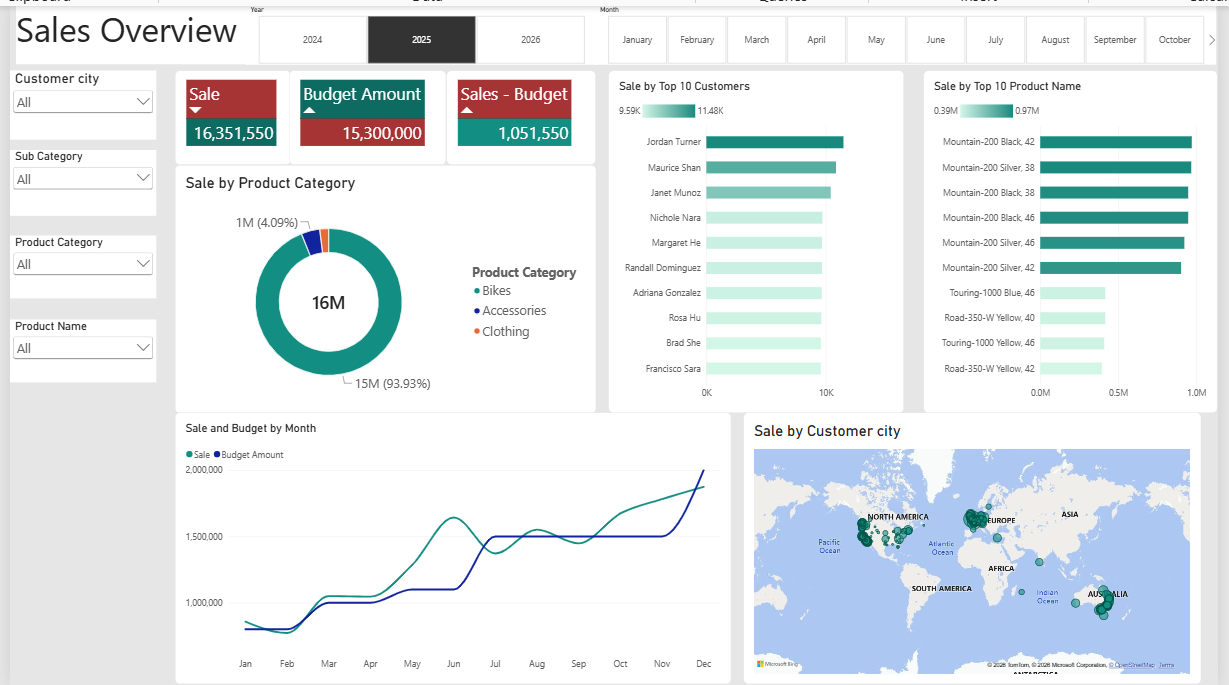 Year
Month
Sales Overview
2024
2025
2026
January
February
March
April
May
June
July
August
September
October
Customer city
All
Sub Category
All
Product Category
All
Product Name
All
Sale
16,351,550
Budget Amount
15,300,000
Sales - Budget
1,051,550
Sale by Product Category
1M (4.09%)
16M
15M (93.93%)
Product Category
Bikes
Accessories
Clothing
Sale by Top 10 Customers
9.59K
11.48K
Jordan Turner
Maurice Shan
Janet Munoz
Nichole Nara
Margaret He
Randall Dominguez
Adriana Gonzalez
Rosa Hu
Brad She
Francisco Sara
0K
10K
Sale by Top 10 Product Name
0.39M
0.97M
Mountain-200 Black, 42
Mountain-200 Silver, 38
Mountain-200 Black, 38
Mountain-200 Black, 46
Mountain-200 Silver, 46
Mountain-200 Silver, 42
Touring-1000 Blue, 46
Road-350-W Yellow, 40
Touring-1000 Yellow, 46
Road-350-W Yellow, 42
0.0M
0.5M
1.0M
Sale and Budget by Month
Sale
Budget Amount
2,000,000
1,500,000
1,000,000
Jan
Feb
Mar
Apr
May
Jun
Jul
Aug
Sep
Oct
Nov
Dec
Sale by Customer city
NORTH AMERICA
EUROPE
ASIA
Pacific
Ocean
Atlantic
Ocean
AFRICA
SOUTH AMERICA
Indian
Ocean
AUSTRALIA
Microsoft Bing
© 2026 TomTom, © 2026 Microsoft Corporation, © OpenStreetMap Terms